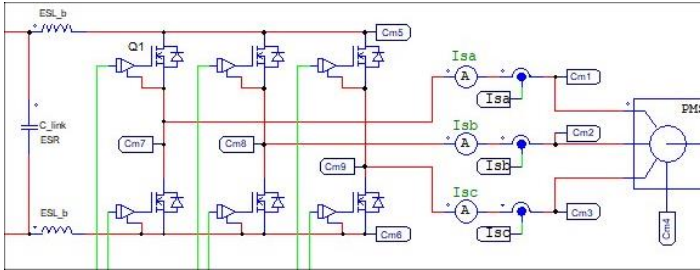 ESL_b
Q1
Cm5
Isa
A
Cm1
Isa
PMS
C_link
ESR
Cm7
Cm8
Isb
A
Cm2
Cm9
Isb
Isc
A
Cm3
ESL_b
Cm6
Isc
Cm4